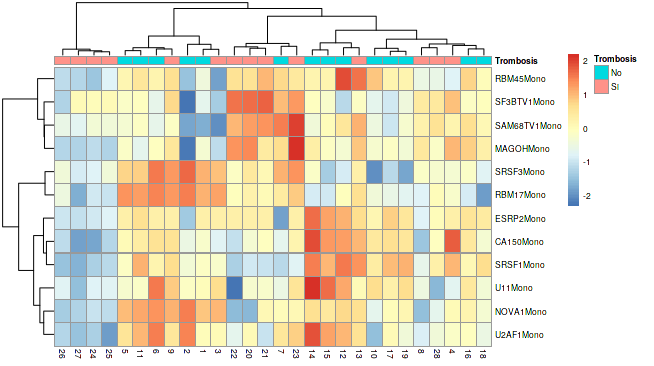 Trombosis
Trombosis
No
SI
2
1
0
-1
-2
RBM45Mono
SF3BTV1Mono
SAM68TV1Mono
MAGOHMono
SRSF3Mono
RBM17Mono
ESRP2Mono
CA150Mono
SRSF1Mono
U11Mono
NOVA1Mono
U2AF1Mono
26 27 24 25 5 11 6 9 2 1 3 22 20 21 7 23 14 15 12 13 10 17 19 8 28 4 16 18